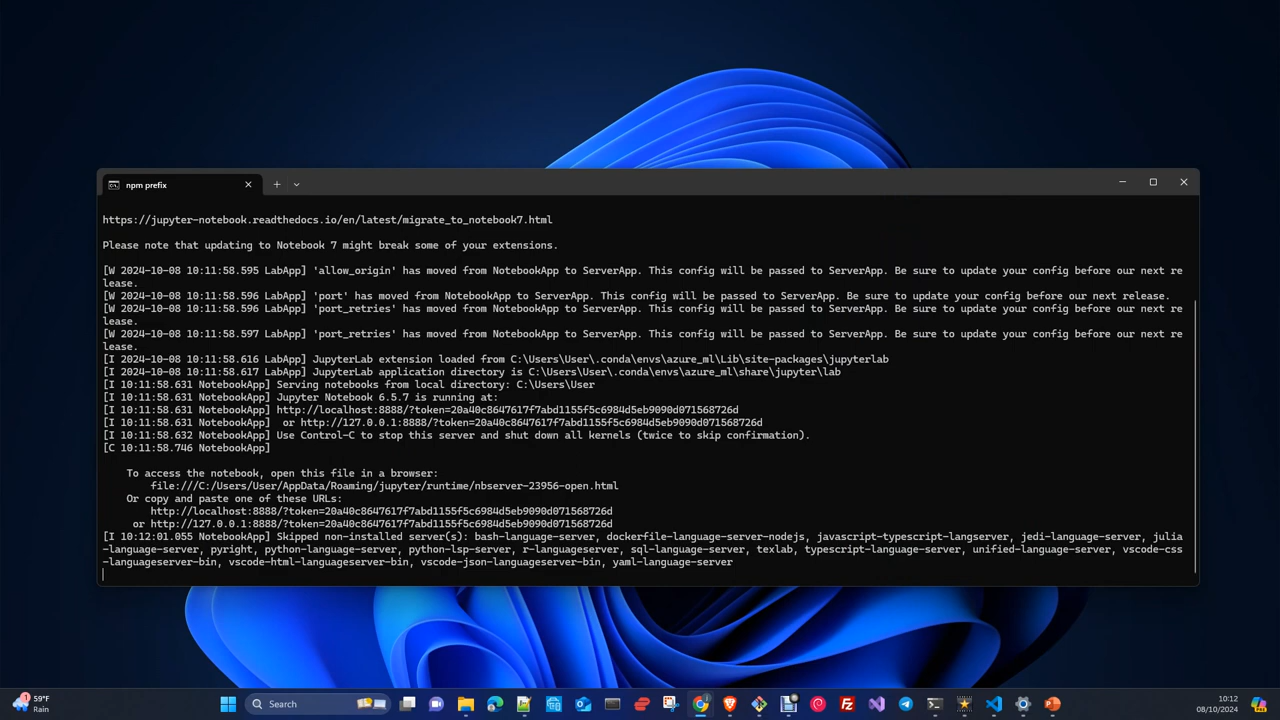 npm prefix
https://jupyter-notebook.readthedocs.io/en/latest/migrate_to_notebook7.html
Please note that updating to Notebook 7 might break some of your extensions.
[W 2024-10-08 10:11:58.595 LabApp] 'allow_origin' has moved from NotebookApp to ServerApp. This config will be passed to ServerApp. Be sure to update your config before our next re
lease.
[W 2024-10-08 10:11:58.596 LabApp] 'port' has moved from NotebookApp to ServerApp. This config will be passed to ServerApp. Be sure to update your config before our next release.
[W 2024-10-08 10:11:58.596 LabApp] 'port_retries' has moved from NotebookApp to ServerApp. This config will be passed to ServerApp. Be sure to update your config before our next re
lease.
[W 2024-10-08 10:11:58.597 LabApp] 'port_retries' has moved from NotebookApp to ServerApp. This config will be passed to ServerApp. Be sure to update your config before our next re
lease.
[I 2024-10-08 10:11:58.616 LabApp] JupyterLab extension loaded from C:\Users\User\.conda\envs\azure_ml\Lib\site-packages\jupyterlab
[I 2024-10-08 10:11:58.617 LabApp] JupyterLab application directory is C:\Users\User\.conda\envs\azure_ml\share\jupyter\lab
[I 10:11:58.631 NotebookApp] Serving notebooks from local directory: C:\Users\User
[I 10:11:58.631 NotebookApp] Jupyter Notebook 6.5.7 is running at:
[I 10:11:58.631 NotebookApp] http://localhost:8888/?token=20a40c8647617f7abd1155f5c6984d5eb9090d071568726d
[I 10:11:58.631 NotebookApp]  or http://127.0.0.1:8888/?token=20a40c8647617f7abd1155f5c6984d5eb9090d071568726d
[I 10:11:58.632 NotebookApp] Use Control-C to stop this server and shut down all kernels (twice to skip confirmation).
[C 10:11:58.746 NotebookApp]
To access the notebook, open this file in a browser:
file:///C:/Users/User/AppData/Roaming/jupyter/runtime/nbserver-23956-open.html
Or copy and paste one of these URLs:
http://localhost:8888/?token=20a40c8647617f7abd1155f5c6984d5eb9090d071568726d
or http://127.0.0.1:8888/?token=20a40c8647617f7abd1155f5c6984d5eb9090d071568726d
[I 10:12:01.055 NotebookApp] Skipped non-installed server(s): bash-language-server, dockerfile-language-server-nodejs, javascript-typescript-langserver, jedi-language-server, julia
-language-server, pyright, python-language-server, python-lsp-server, r-languageserver, sql-language-server, texlab, typescript-language-server, unified-language-server, vscode-css
-languageserver-bin, vscode-html-languageserver-bin, vscode-json-languageserver-bin, yaml-language-server
1
59°F
Rain
Search
10:12
08/10/2024